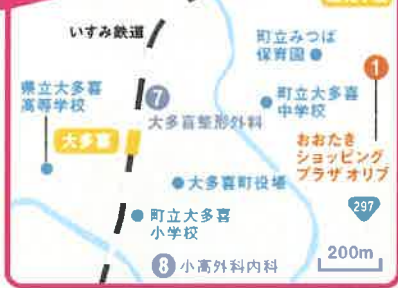 いすみ鉄道
町立みつば
保育園
1
県立大多喜
高等学校
7
大多喜整形外科
町立大多喜
中学校
大多喜
おおたき
ショッピング
プラザ オリブ
大多喜町役場
297
町立大多喜
小学校
8 小高外科内科
200m